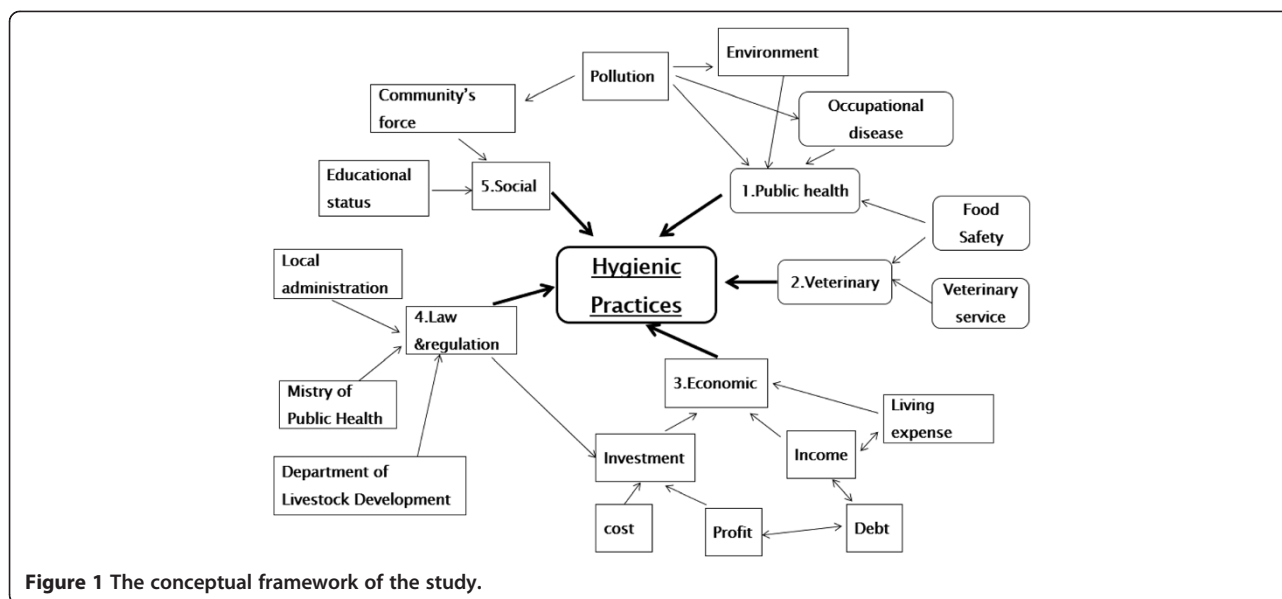 Environment
Pollution
Community's
force
Occupational
disease
Educational
status
5.Social
1.Public health
Food
Safety
Hygienic
Practices
2.Veterinary
Veterinary
service
Local
administration
4.Law
&regulation
Mistry of
Public Health
Department of
Livestock Development
3.Economic
Living
expense
Investment
Income
cost
Profit
Debt
Figure 1 The conceptual framework of the study.